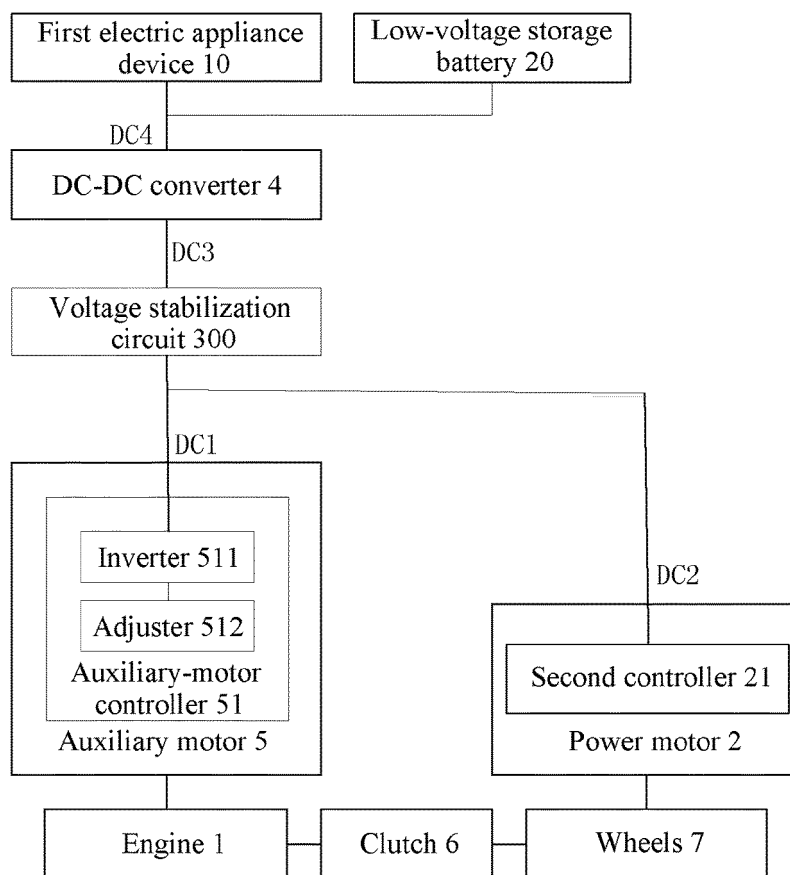 First electric appliance
device 10
Low-voltage storage
battery 20
DC4
DC-DC converter 4
DC3
Voltage stabilization
circuit 300
DC1
Inverter 511
Adjuster 512
Auxiliary-motor
controller 51
Auxiliary motor 5
DC2
Second controller 21
Power motor 2
Engine 1
Clutch 6
Wheels 7